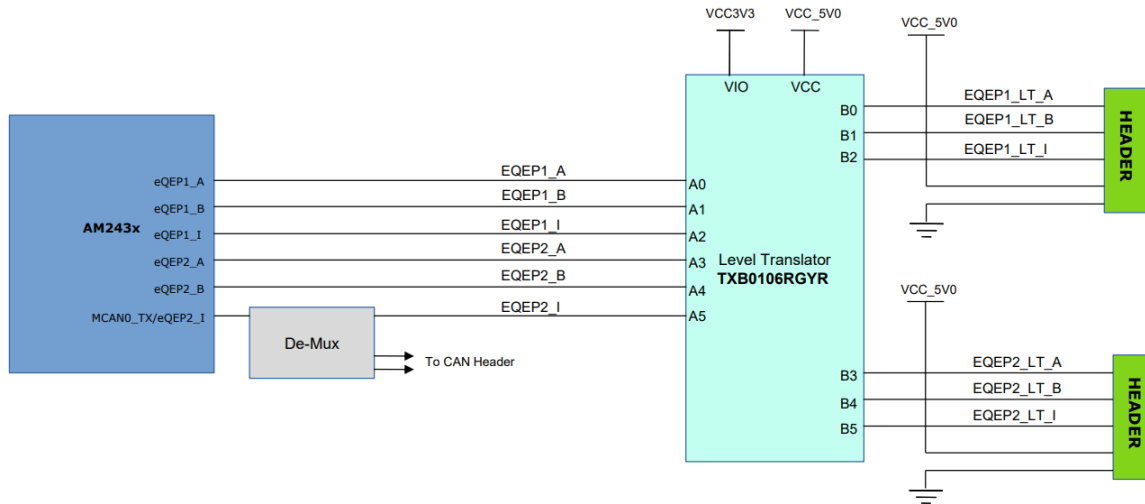 VCC3V3
VCC_5V0
VCC_5V0
VIO
VCC
EQEP1_LT_A
B0
EQEP1_LT_B
B1
EQEP1_LT_I
B2
HEADER
EQEP1_A
eQEP1_A
A0
EQEP1_B
eQEP1_B
A1
AM243x
EQEP1_I
eQEP1_I
A2
EQEP2_A
eQEP2_A
A3
Level Translator
TXB0106RGYR
EQEP2_B
eQEP2_B
A4
VCC_5V0
EQEP2_I
MCAN0_TX/eQEP2_I
A5
De-Mux
To CAN Header
EQEP2_LT_A
B3
EQEP2_LT_B
B4
EQEP2_LT_I
B5
HEADER